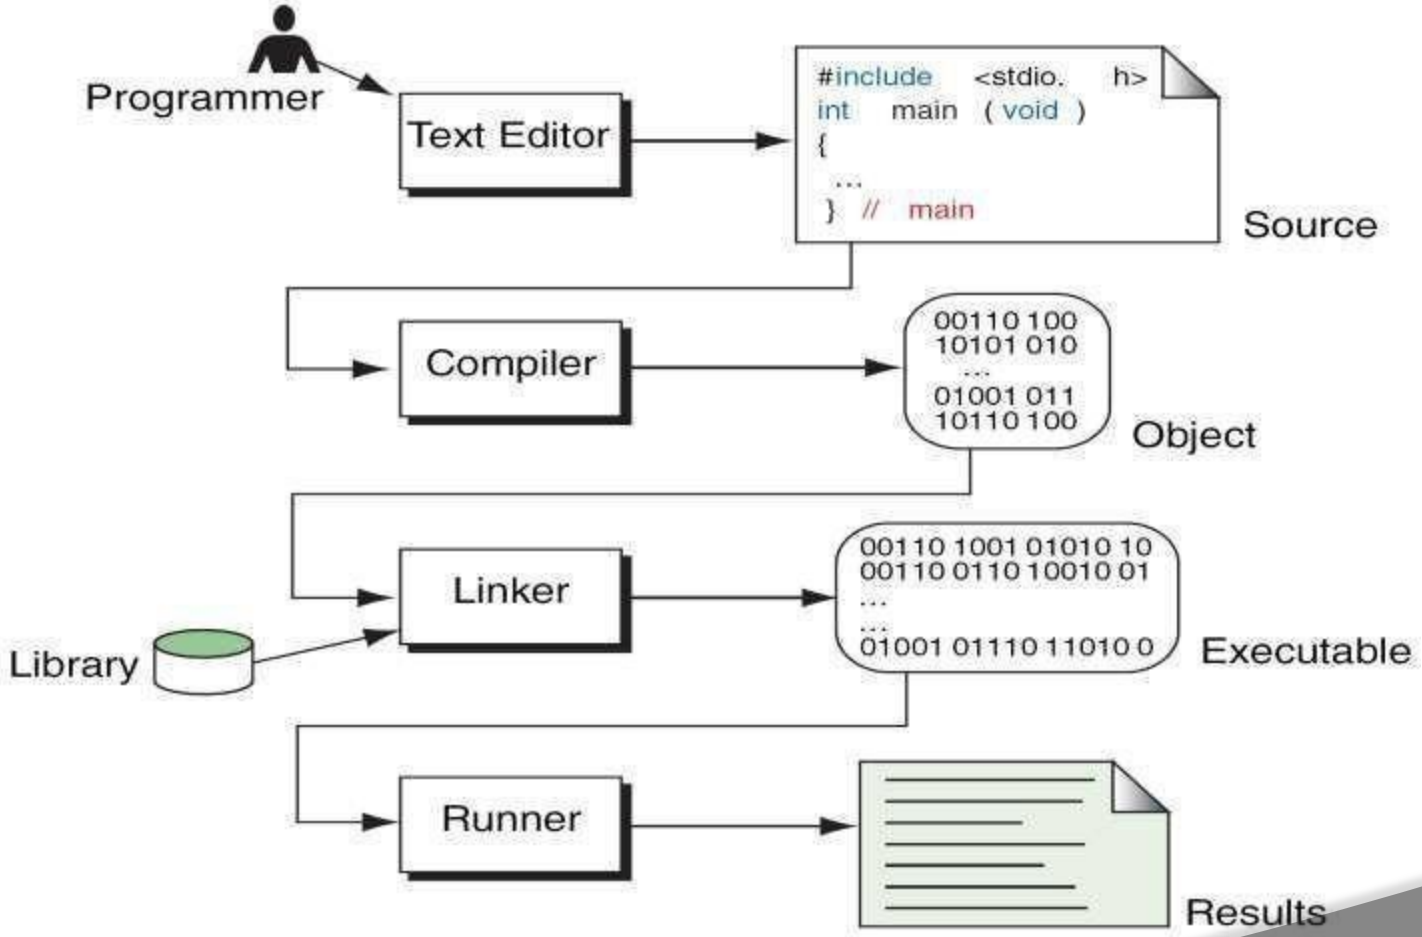 Programmer
Text Editor
#include <stdio. h>
int main ( void )
{
...
} // main
Source
Compiler
00110 100
10101 010
...
01001 011
10110 100
Object
Linker
Library
00110 1001 01010 10
00110 0110 10010 01
...
...
01001 01110 11010 0
Executable
Runner
Results